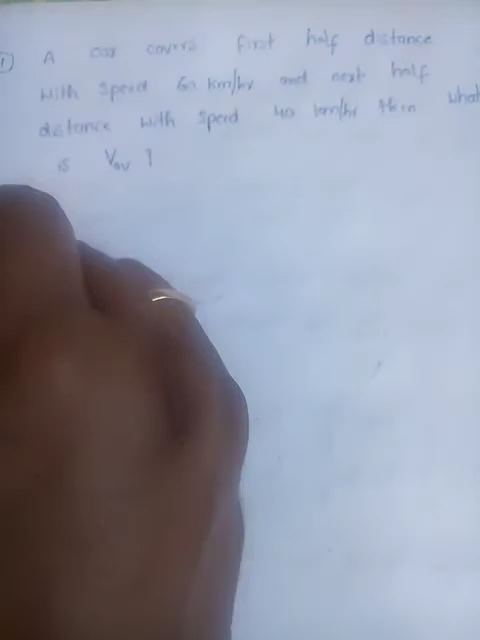 1) A car covers first half distance
with speed 60 km/hr and next half
distance with speed 40 km/hr then what
is Vav ?